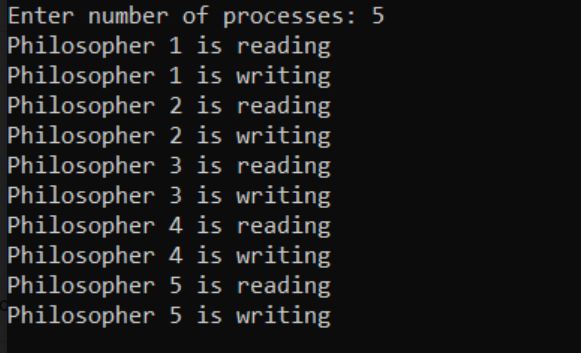 Enter number of processes: 5
Philosopher 1 is reading
Philosopher 1 is writing
Philosopher 2 is reading
Philosopher 2 is writing
Philosopher 3 is reading
Philosopher 3 is writing
Philosopher 4 is reading
Philosopher 4 is writing
Philosopher 5 is reading
Philosopher 5 is writing